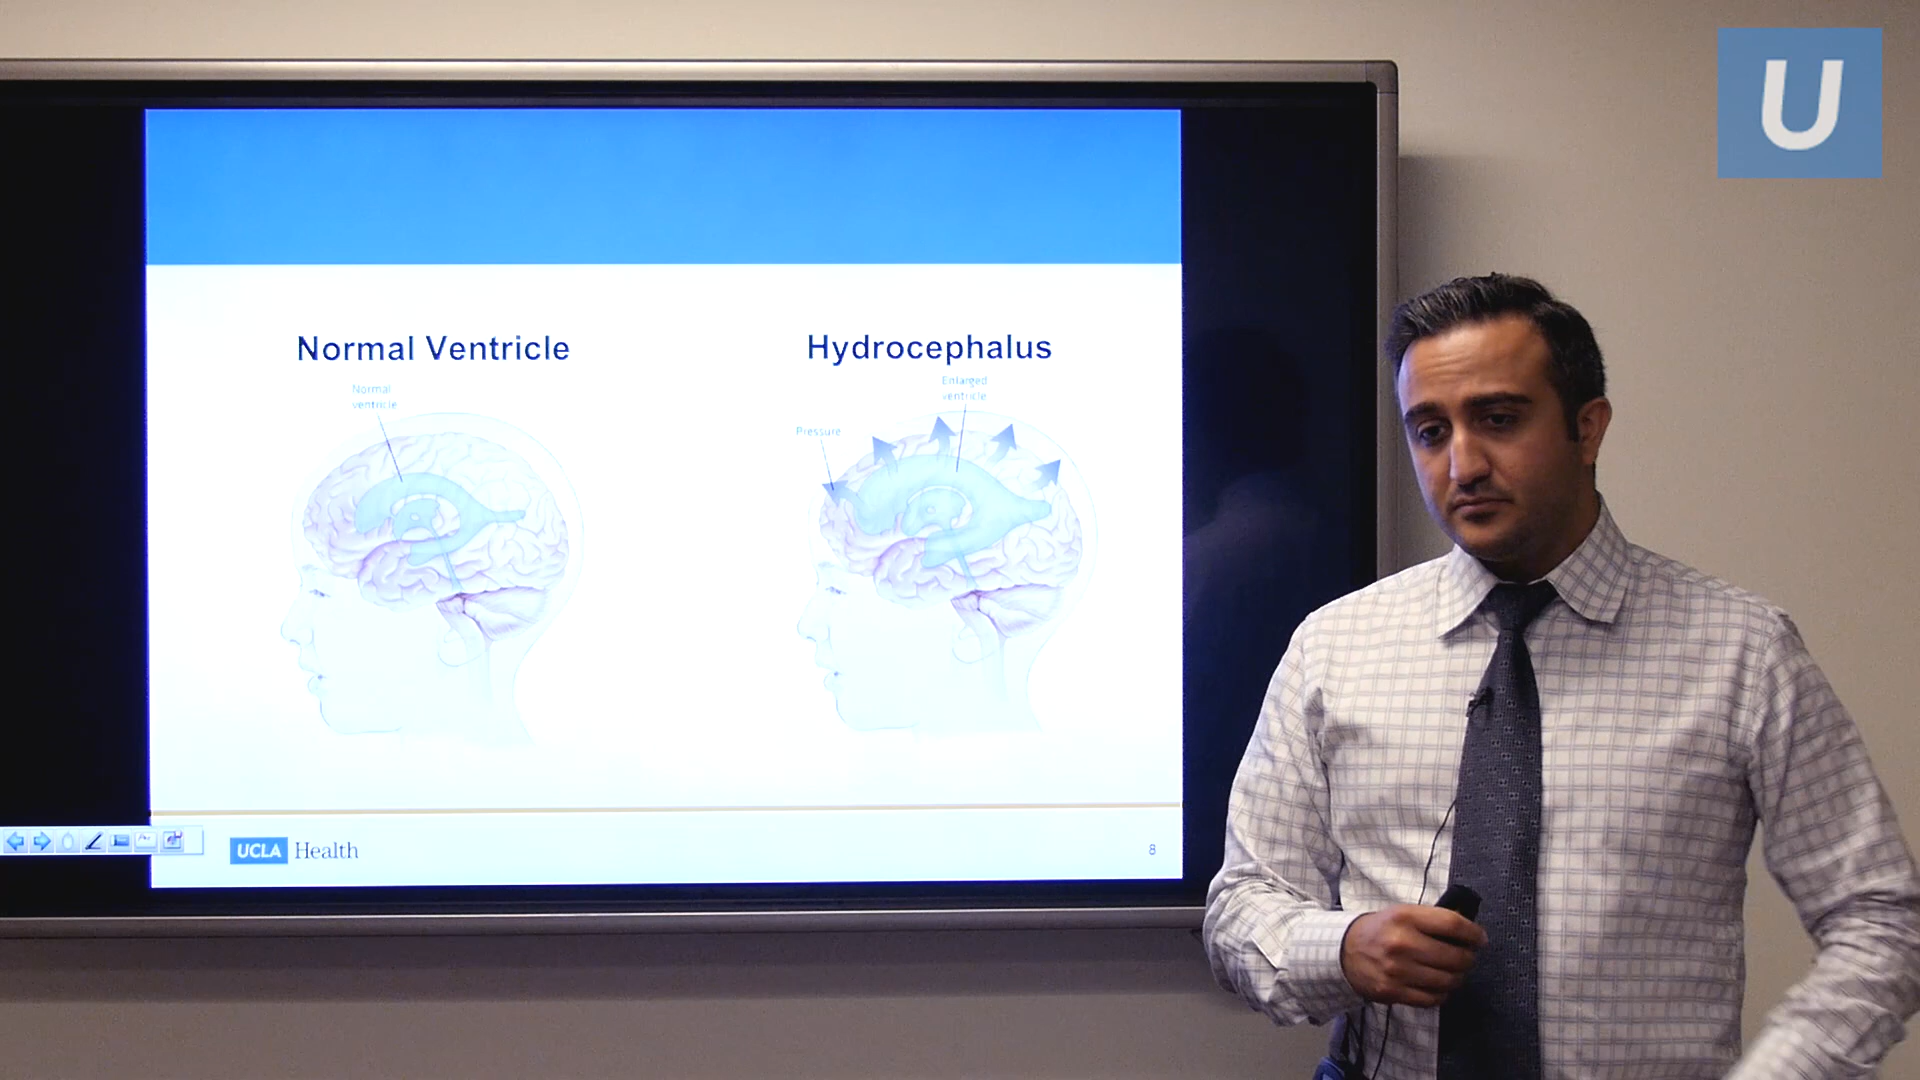 U
Normal Ventricle
Normal
ventricle
Hydrocephalus
Enlarged
ventricle
Pressure
UCLA Health
8